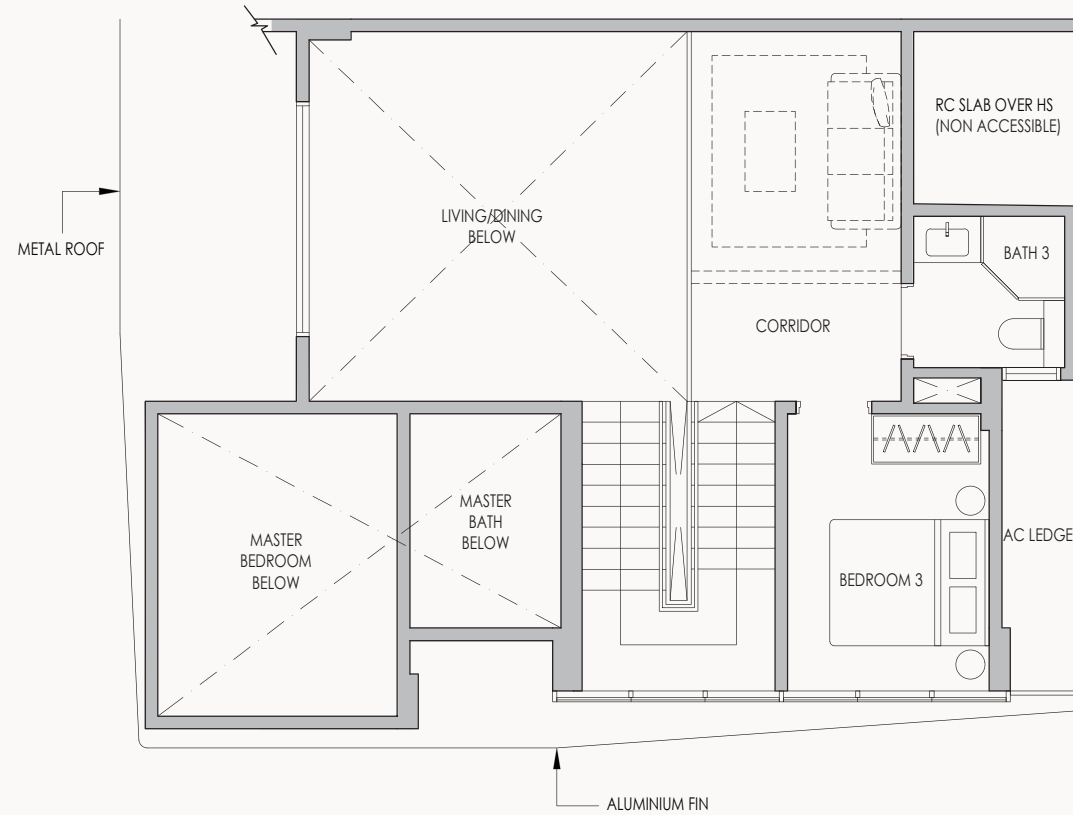 RC SLAB OVER HS
(NON ACCESSIBLE)
LIVING/DINING
BELOW
METAL ROOF
BATH 3
CORRIDOR
MASTER
BATH
BELOW
MASTER
BEDROOM
BELOW
AC LEDGE
BEDROOM 3
ALUMINIUM FIN